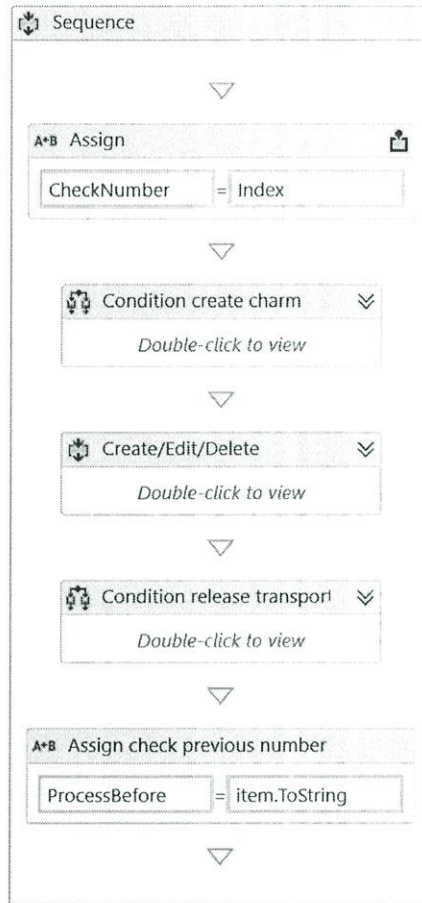 Sequence
A+B Assign
CheckNumber = Index
Condition create charm
Double-click to view
Create/Edit/Delete
Double-click to view
Condition release transport
Double-click to view
A+B Assign check previous number
ProcessBefore = item.ToString